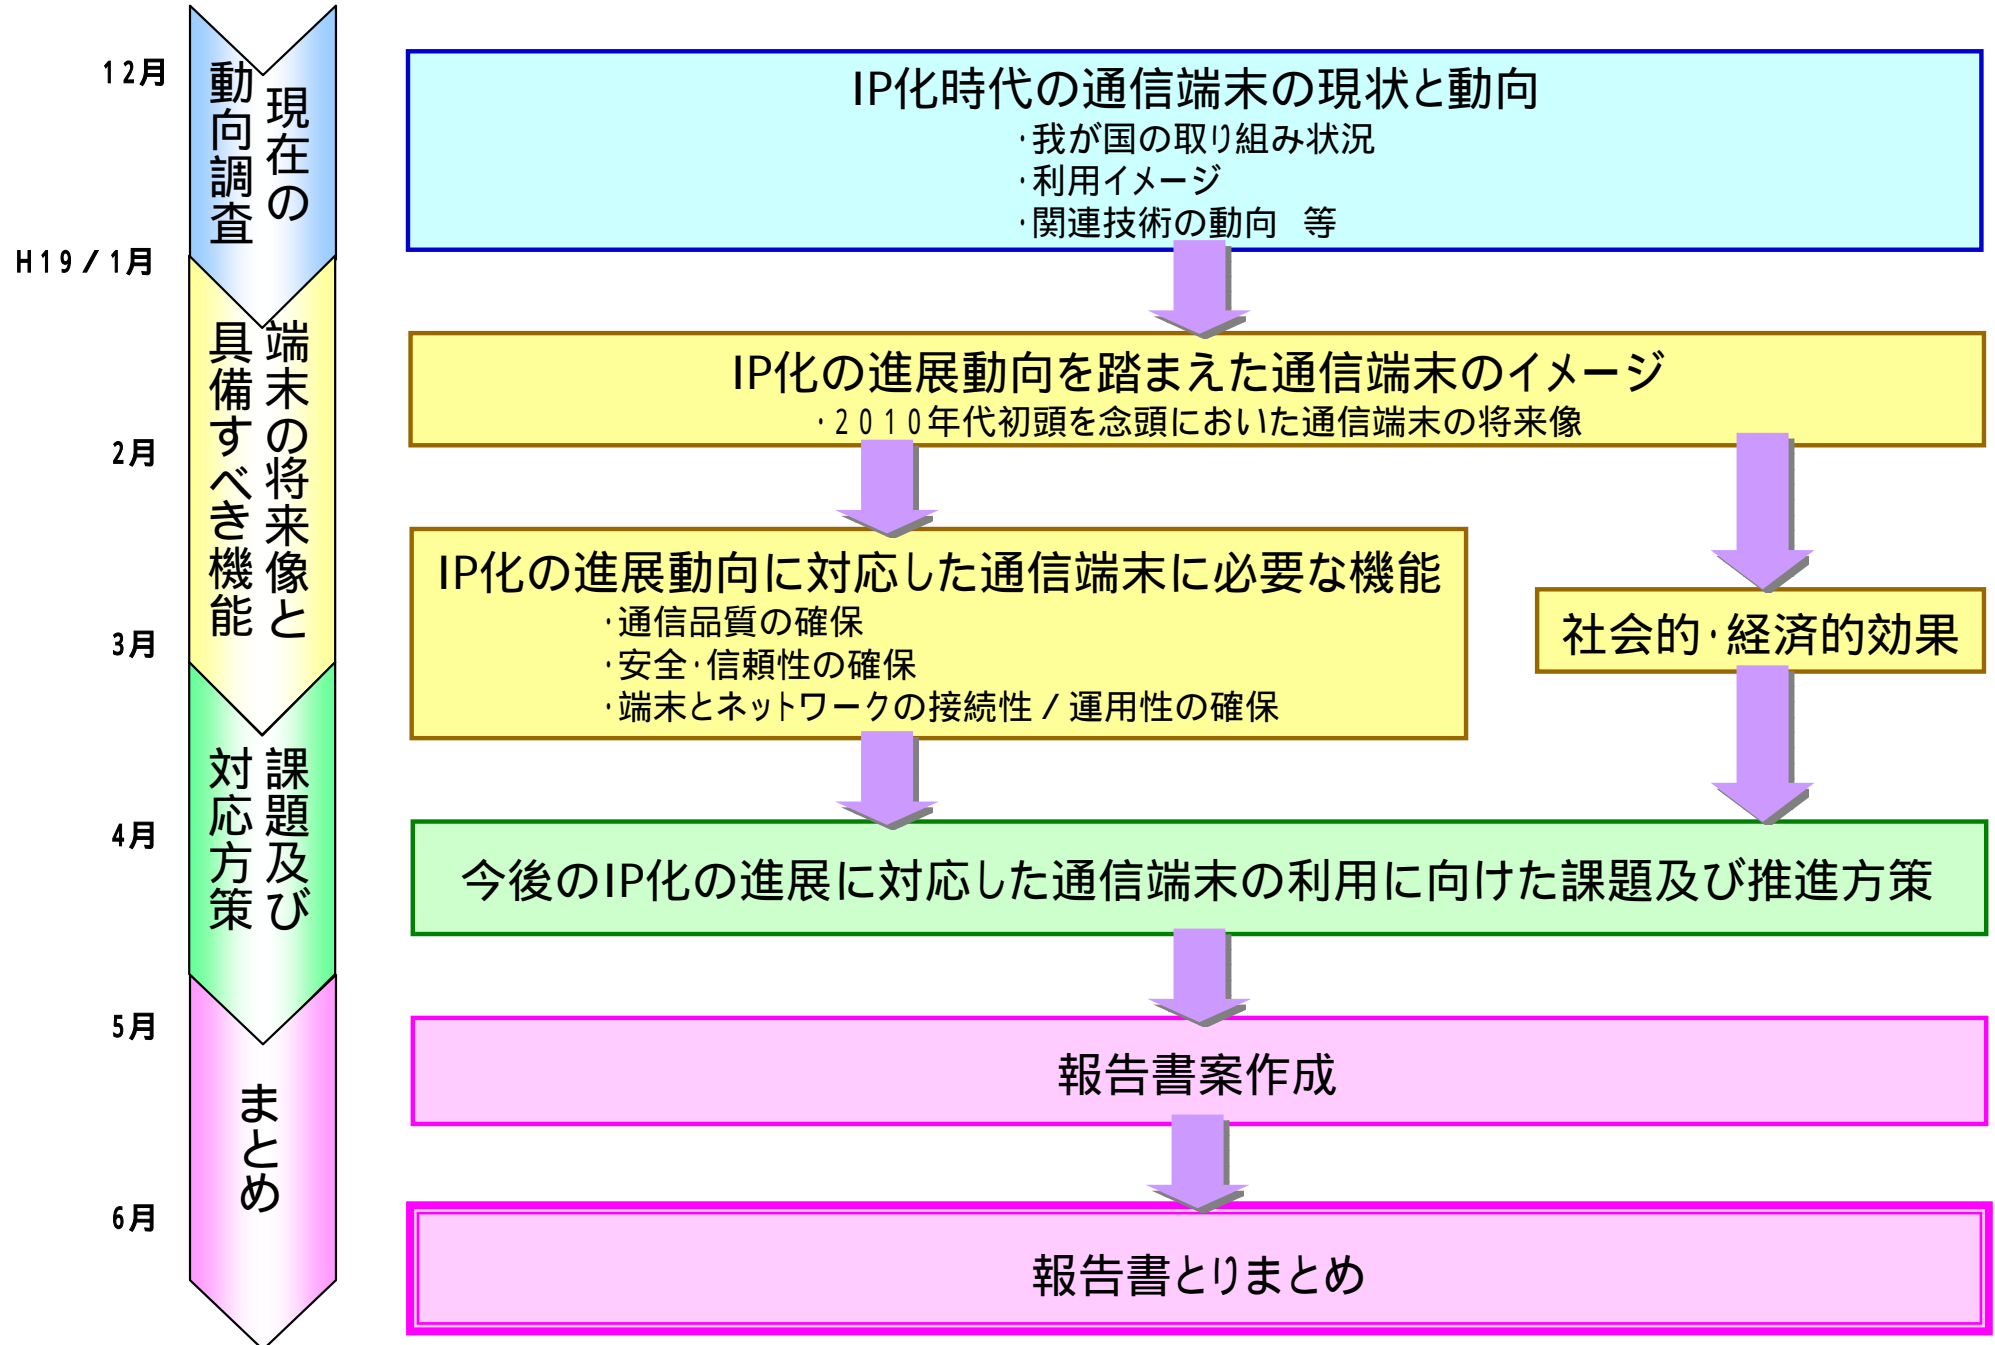 12月
H19/1月
2月
3月
4月
5月
6月
現在の
動向調査
端末の将来像と
具備すべき機能
課題及び
対応方策
まとめ
IP化時代の通信端末の現状と動向
・我が国の取り組み状況
・利用イメージ
・関連技術の動向　等
IP化の進展動向を踏まえた通信端末のイメージ
・2010年代初頭を念頭においた通信端末の将来像
IP化の進展動向に対応した通信端末に必要な機能
・通信品質の確保
・安全・信頼性の確保
・端末とネットワークの接続性/運用性の確保
社会的・経済的効果
今後のIP化の進展に対応した通信端末の利用に向けた課題及び推進方策
報告書案作成
報告書とりまとめ